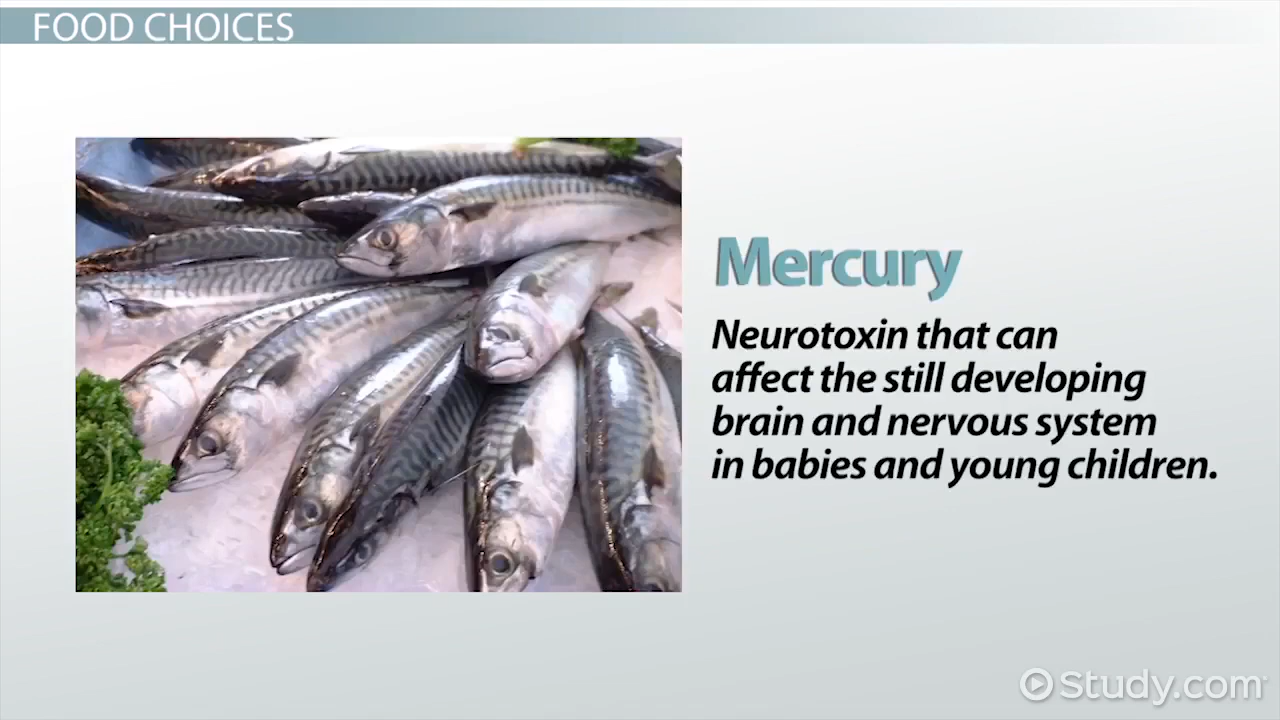 FOOD CHOICES
Mercury
Neurotoxin that can
affect the still developing
brain and nervous system
in babies and young children.
Study.com